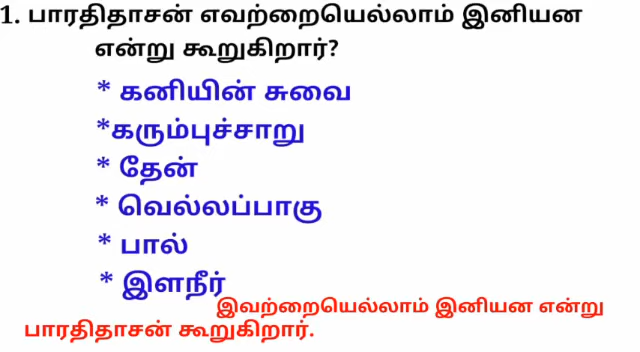 1. பாரதிதாசன் எவற்றையெல்லாம் இனியன
என்று கூறுகிறார்?
* கனியின் சுவை
*கரும்புச்சாறு
* தேன்
* வெல்லப்பாகு
* பால்
* இளநீர்
இவற்றையெல்லாம் இனியன என்று
பாரதிதாசன் கூறுகிறார்.